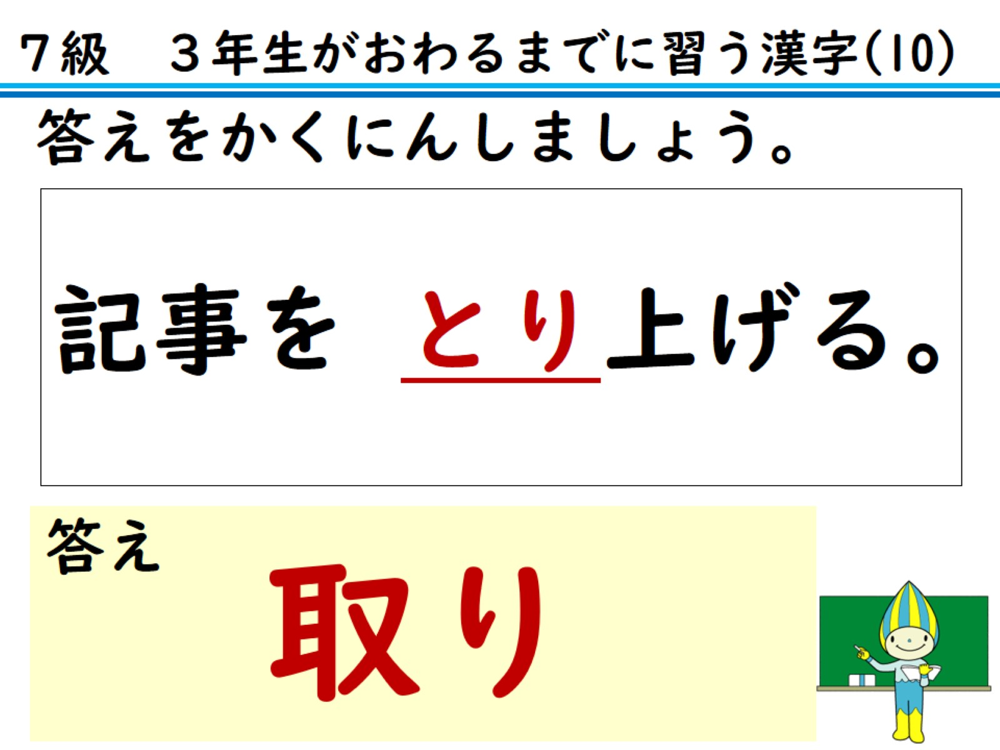 ７級　３年生がおわるまでに習う漢字(10)
答えをかくにんしましょう。
記事を　とり上げる。
答え
取り